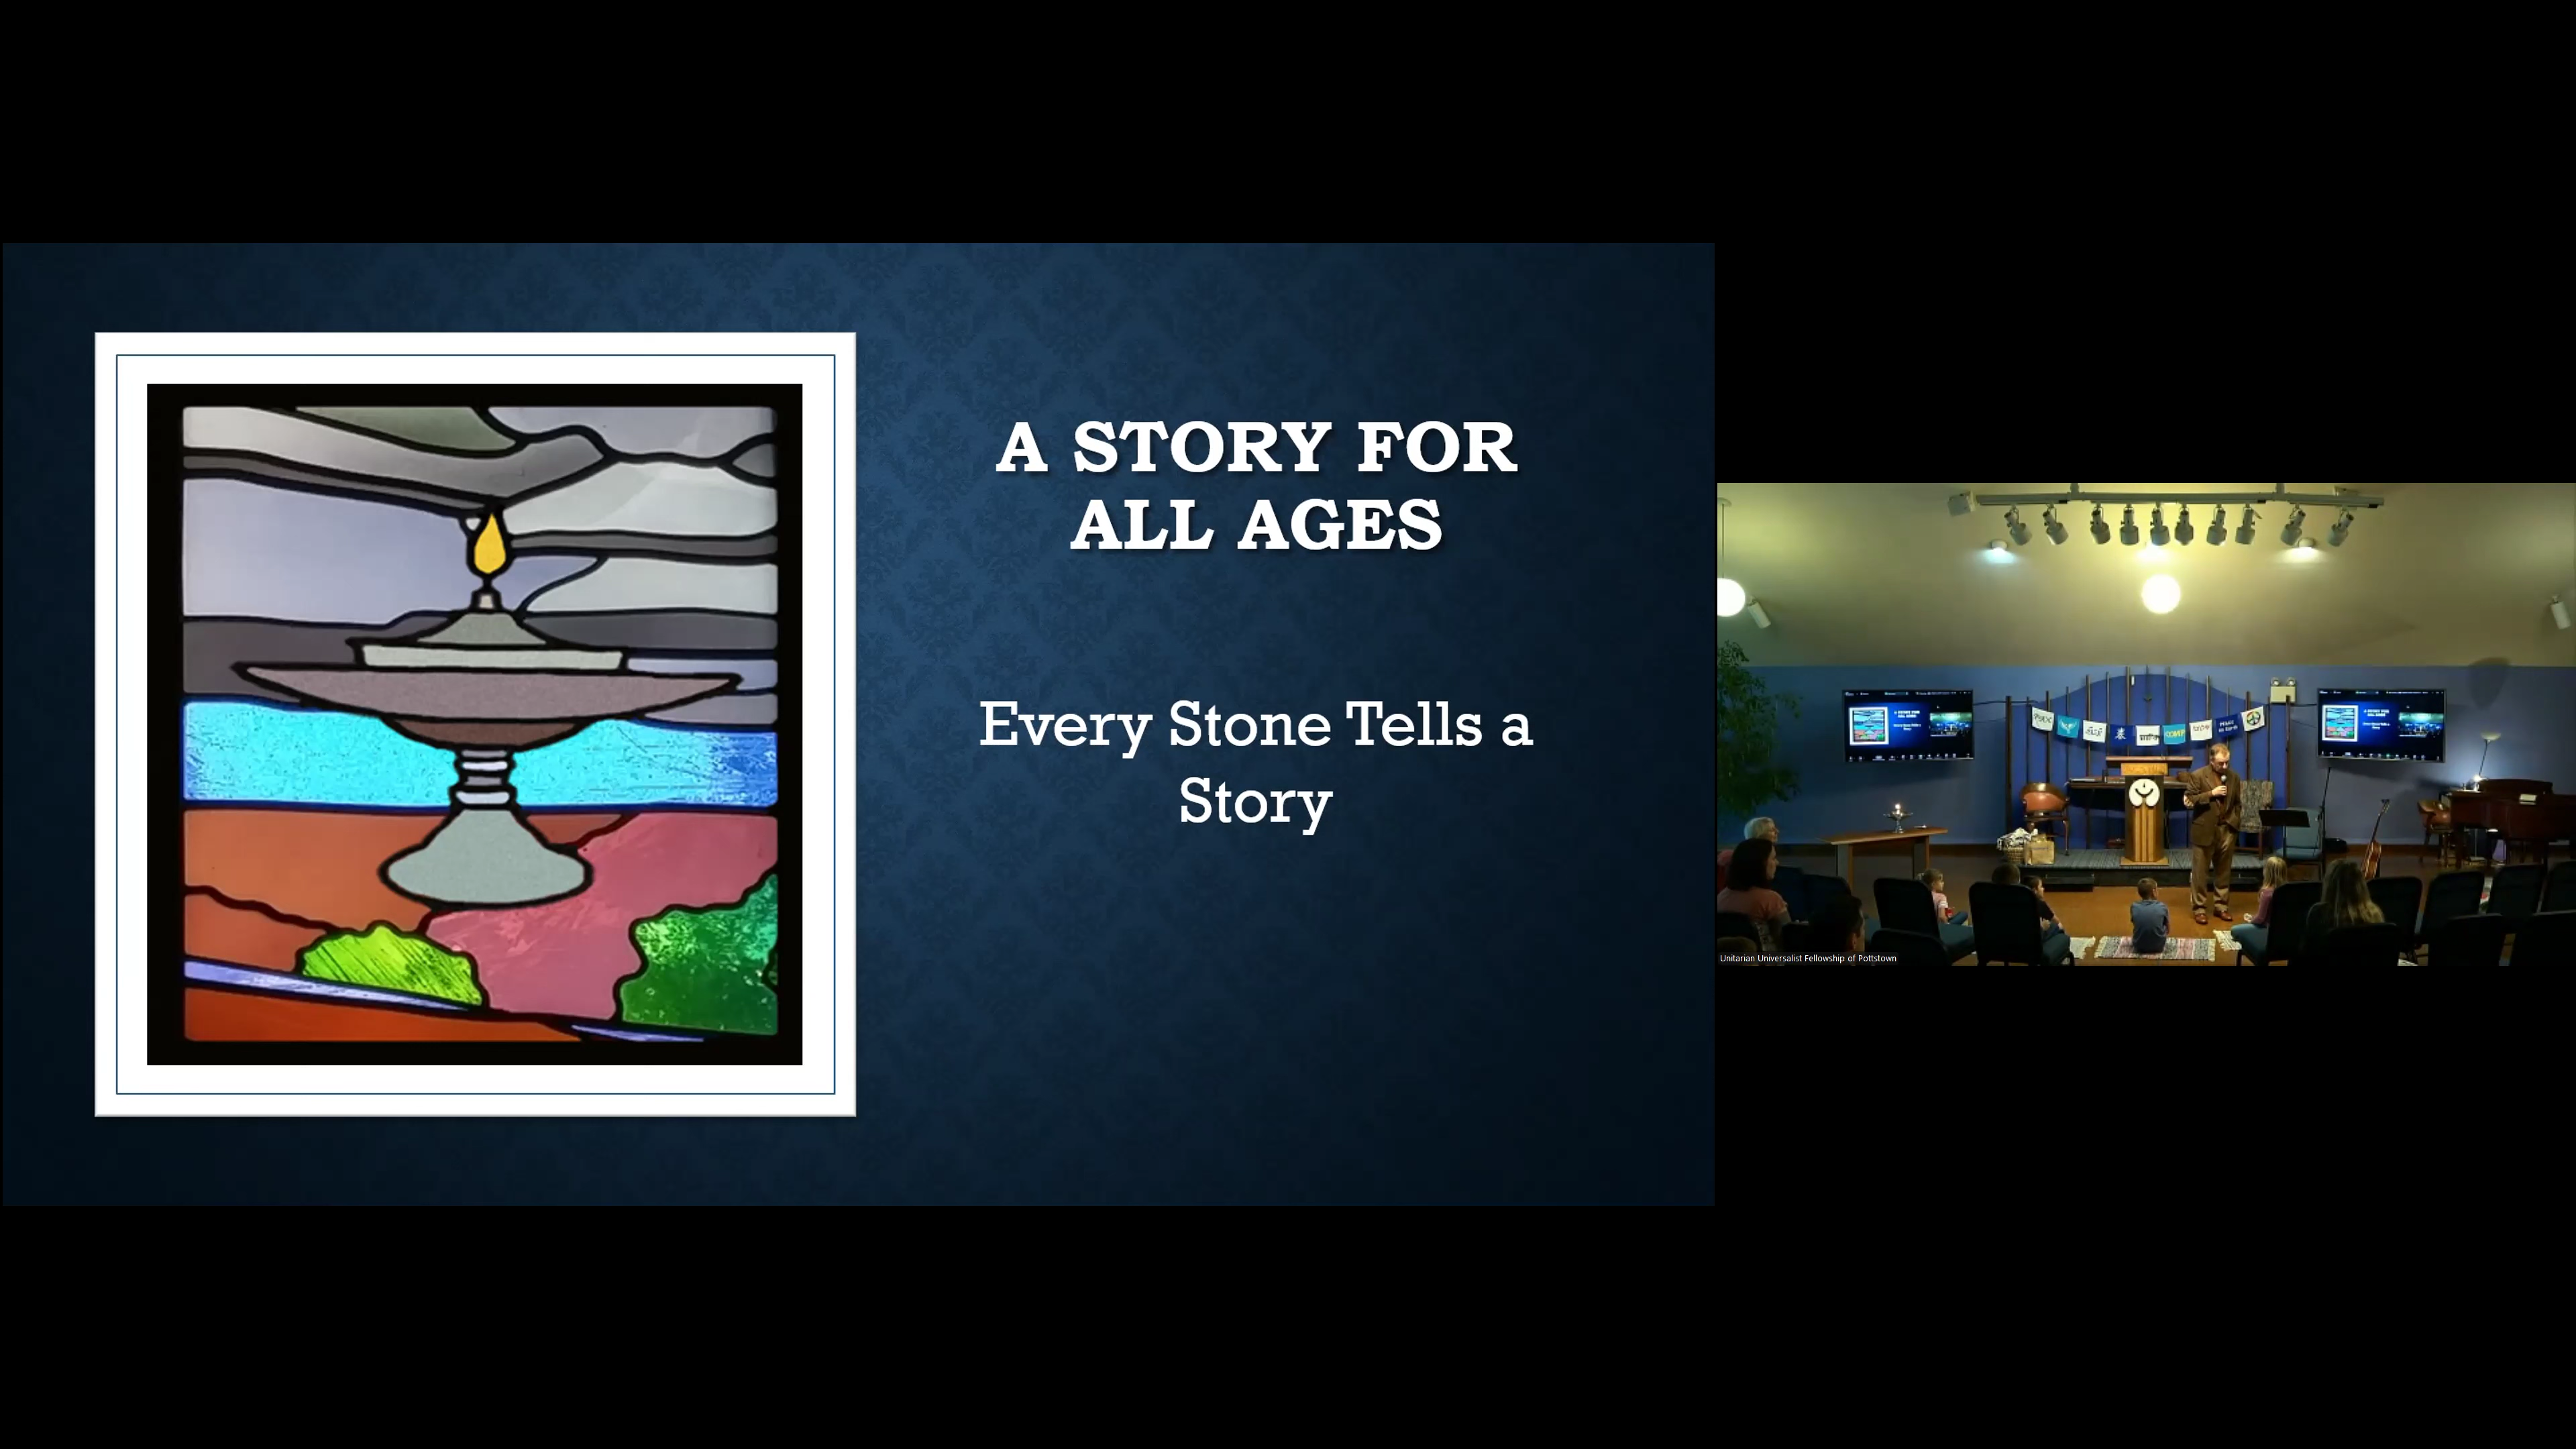 A STORY FOR
ALL AGES
Every Stone Tells a
Story
Unitarian Universalist Fellowship of Pottstown